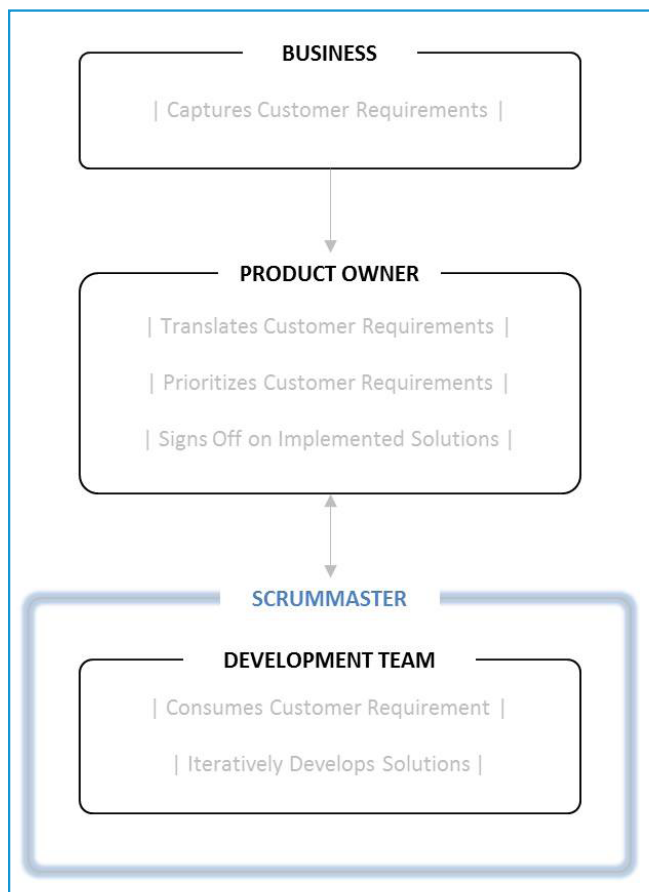 BUSINESS
| Captures Customer Requirements |
PRODUCT OWNER
| Translates Customer Requirements |
| Prioritizes Customer Requirements |
| Signs Off on Implemented Solutions |
SCRUMMASTER
DEVELOPMENT TEAM
| Consumes Customer Requirement |
| Iteratively Develops Solutions |